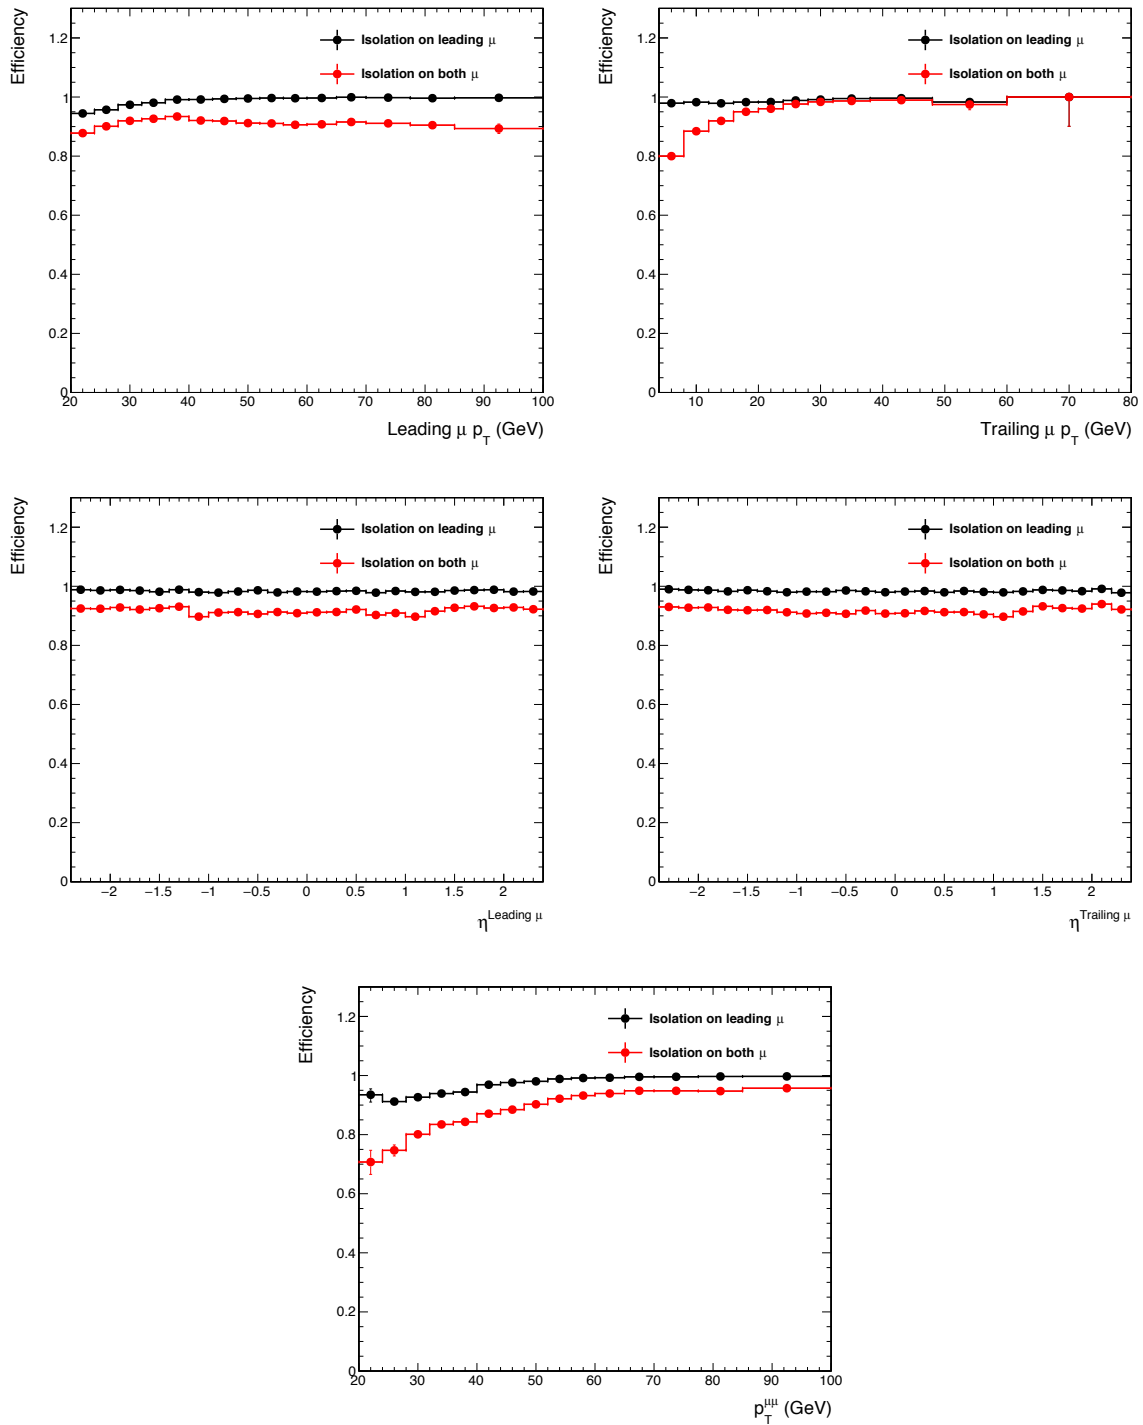 Efficiency
1.2
1
0.8
0.6
0.4
0.2
0
Isolation on leading μ
Isolation on both μ
20 30 40 50 60 70 80 90 100
Leading μ p_T (GeV)
Efficiency
1.2
1
0.8
0.6
0.4
0.2
0
Isolation on leading μ
Isolation on both μ
10 20 30 40 50 60 70 80
Trailing μ p_T (GeV)
Efficiency
1.2
1
0.8
0.6
0.4
0.2
0
Isolation on leading μ
Isolation on both μ
−2 −1.5 −1 −0.5 0 0.5 1 1.5 2
η^Leading μ
Efficiency
1.2
1
0.8
0.6
0.4
0.2
0
Isolation on leading μ
Isolation on both μ
−2 −1.5 −1 −0.5 0 0.5 1 1.5 2
η^Trailing μ
Efficiency
1.2
1
0.8
0.6
0.4
0.2
0
Isolation on leading μ
Isolation on both μ
20 30 40 50 60 70 80 90 100
p_T^μμ (GeV)